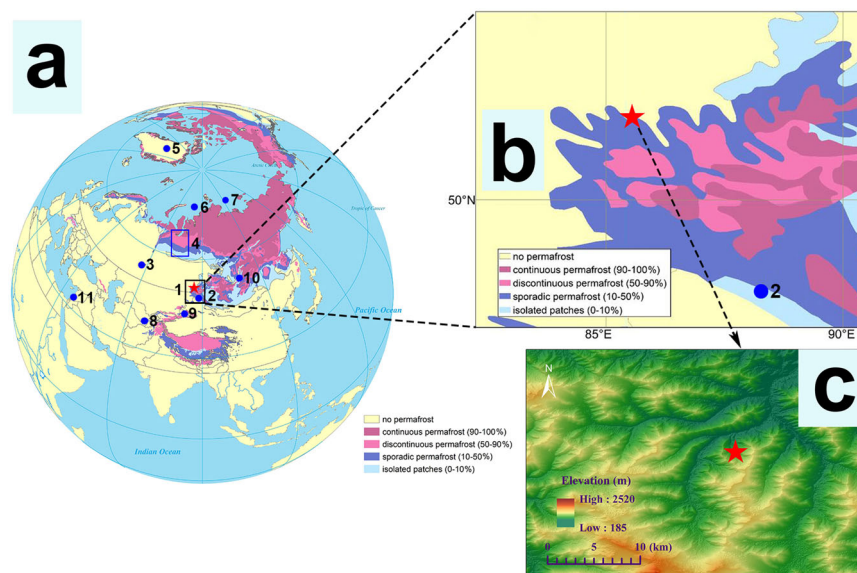 a
5
6
7
Tropic of Cancer
4
3
10
1
2
11
Pacific Ocean
8
9
Indian Ocean
no permafrost
continuous permafrost (90-100%)
discontinuous permafrost (50-90%)
sporadic permafrost (10-50%)
isolated patches (0-10%)
b
50°N
no permafrost
continuous permafrost (90-100%)
discontinuous permafrost (50-90%)
sporadic permafrost (10-50%)
isolated patches (0-10%)
2
85°E
90°E
N
c
Elevation (m)
High : 2520
Low : 185
0 5 10 (km)